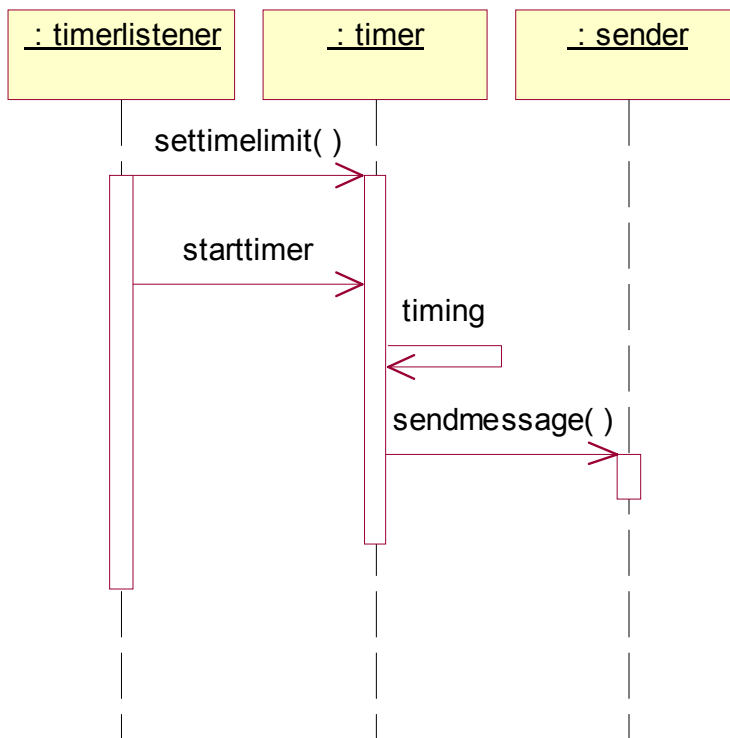 : timerlistener
: timer
: sender
settimelimit( )
starttimer
timing
sendmessage( )